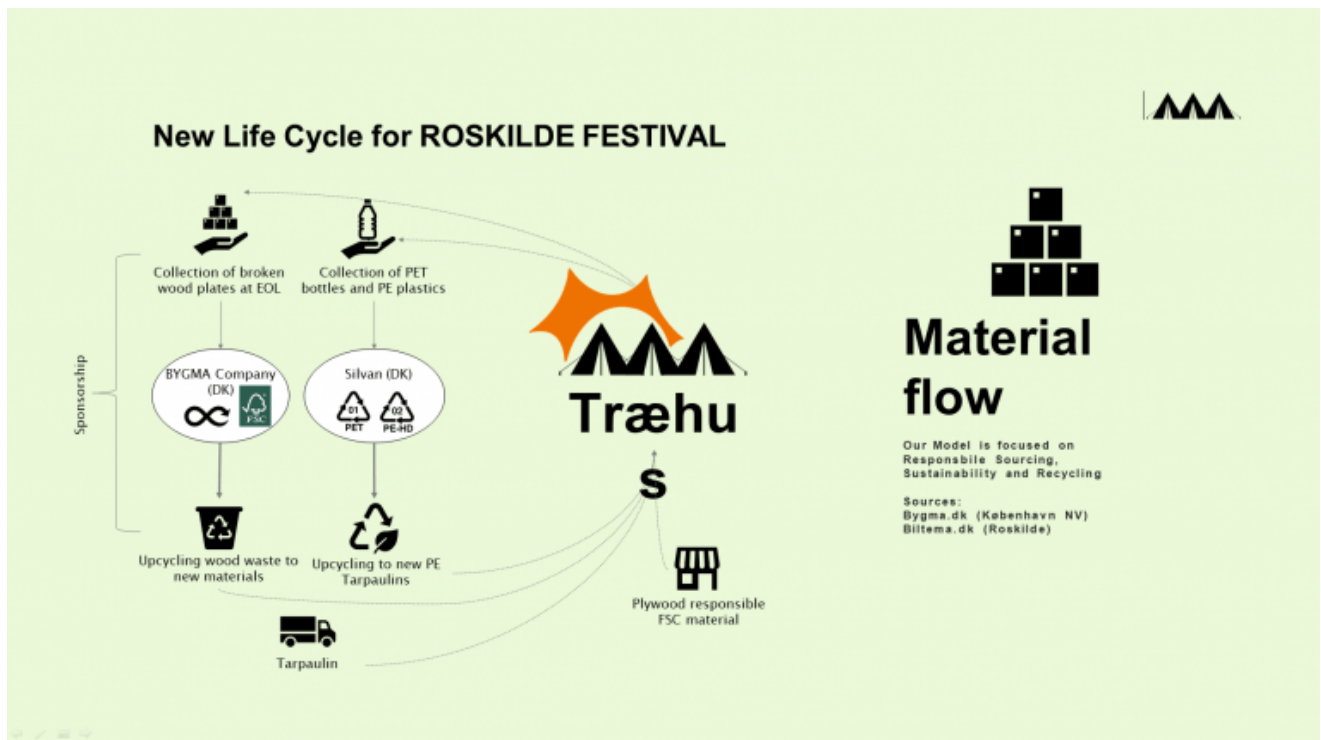 New Life Cycle for ROSKILDE FESTIVAL
Collection of broken
wood plates at EOL
Collection of PET
bottles and PE plastics
Sponsorship
BYGMA Company
(DK)
FSC
Silvan (DK)
01
PET
02
PE-HD
Upcycling wood waste to
new materials
Upcycling to new PE
Tarpaulins
Tarpaulin
Træhu
s
Plywood responsible
FSC material
Material
flow
Our Model is focused on
Responsbile Sourcing,
Sustainability and Recycling
Sources:
Bygma.dk (København NV)
Biltema.dk (Roskilde)